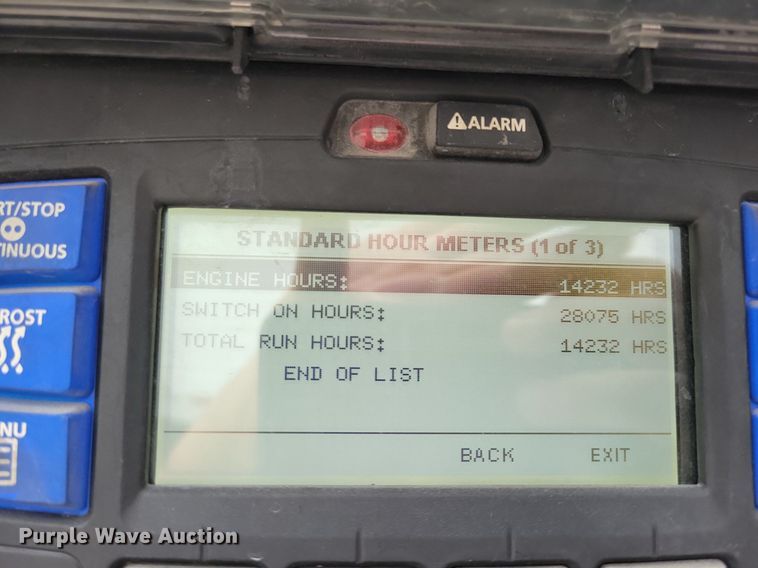 ALARM
RT/STOP
TINUOUS
ROST
NU
STANDARD HOUR METERS (1 of 3)
ENGINE HOURS: 14232 HRS
SWITCH ON HOURS: 28075 HRS
TOTAL RUN HOURS: 14232 HRS
END OF LIST
BACK EXIT
Purple Wave Auction